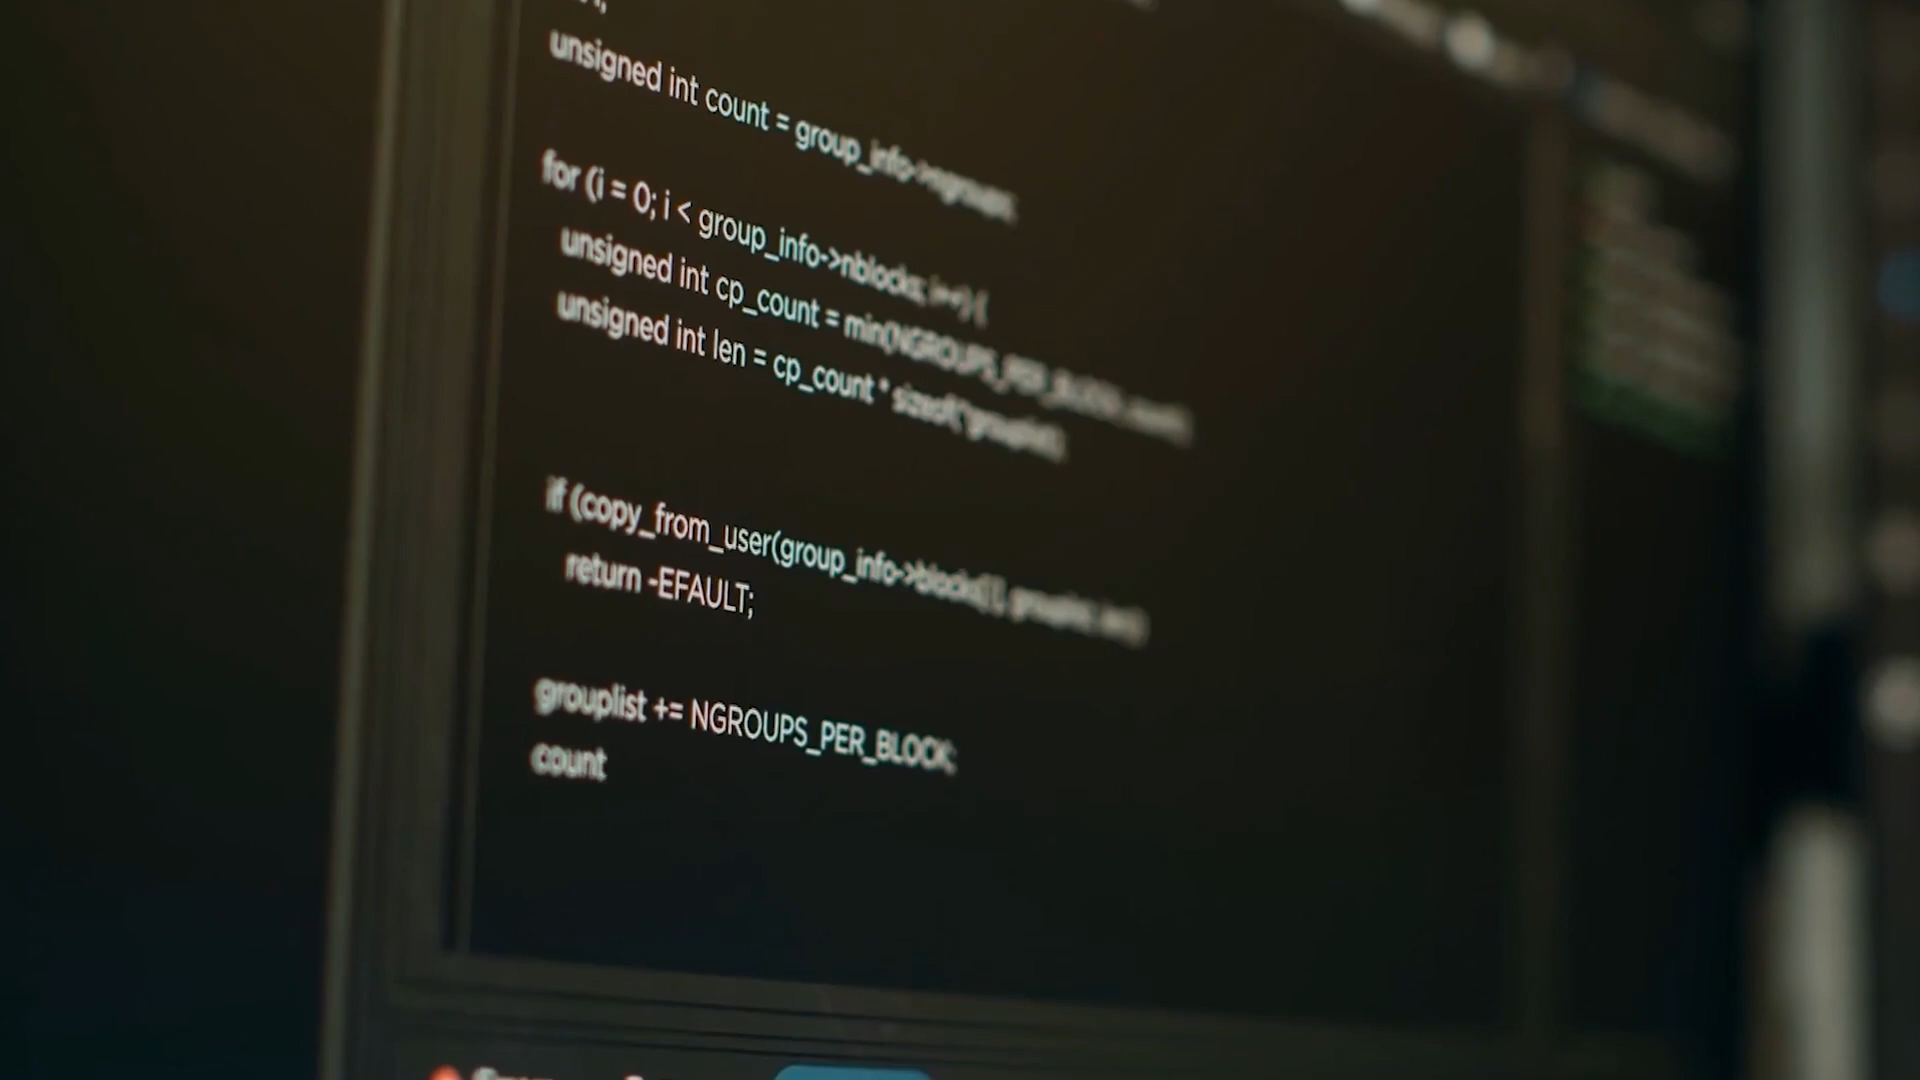 unsigned int count = group_info->ngroups;
for (i = 0; i < group_info->nblocks; i++) {
unsigned int cp_count = min(NGROUPS_PER_BLOCK, count);
unsigned int len = cp_count * sizeof(*grouplist);
if (copy_from_user(group_info->blocks[i], grouplist, len))
return -EFAULT;
grouplist += NGROUPS_PER_BLOCK;
count